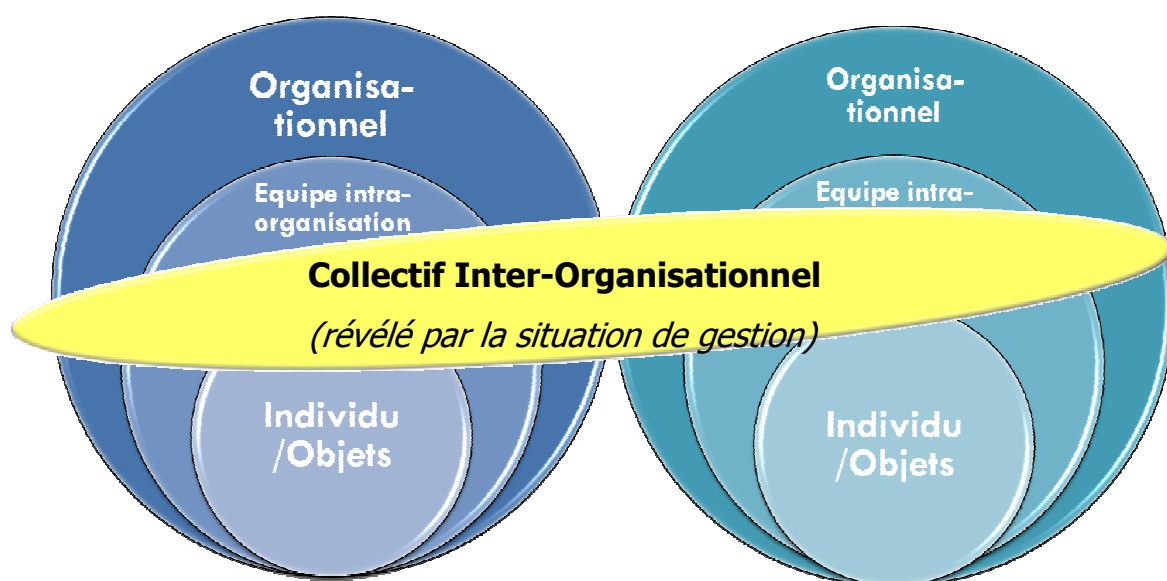 Organisa-
tionnel
Equipe intra-
organisation
Organisa-
tionnel
Equipe intra-
Collectif Inter-Organisationnel
(révélé par la situation de gestion)
Individu
/Objets
Individu
/Objets